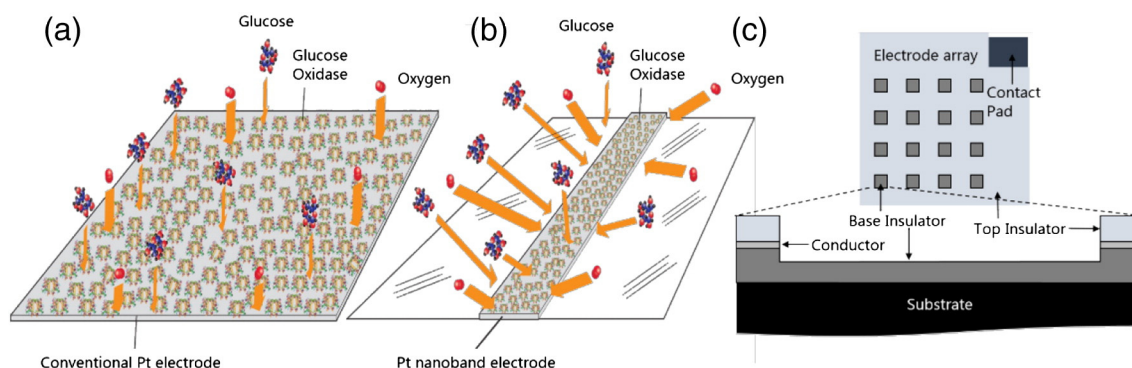 (a)
Glucose
Glucose
Oxidase
Oxygen
Conventional Pt electrode
(b)
Glucose
Glucose
Oxidase
Oxygen
Pt nanoband electrode
(c)
Electrode array
Contact
Pad
Base Insulator
Top Insulator
Conductor
Substrate